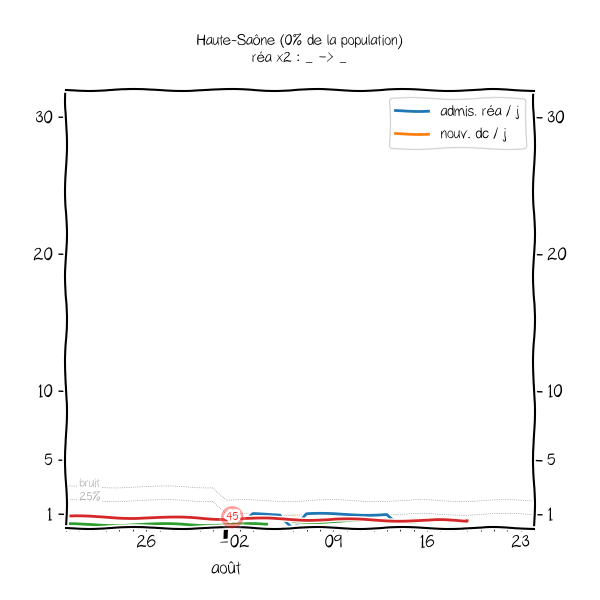 Haute-Saône (0% de la population)
réa x2 : _ -> _
admis. réa / j
nouv. dc / j
30
30
20
20
10
10
5
5
bruit
25%
1
45
1
26
02
09
16
23
août